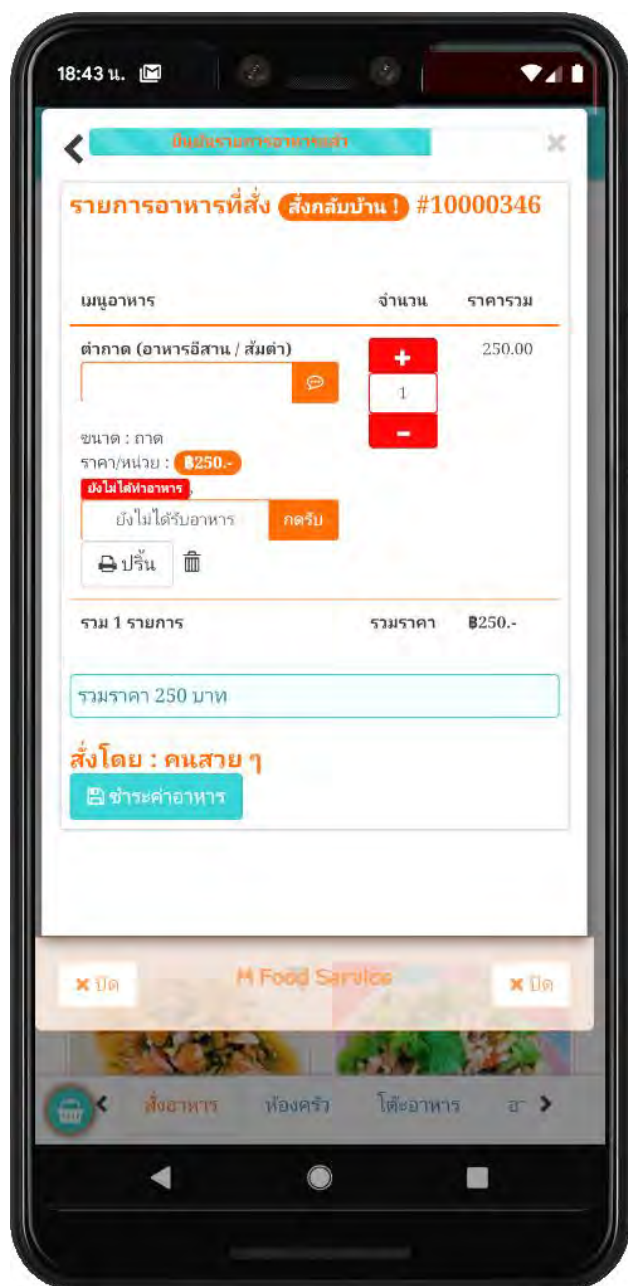 18:43 น.
ยืนยันรายการอาหารแล้ว
รายการอาหารที่สั่ง สั่งกลับบ้าน ! #10000346
เมนูอาหาร จำนวน ราคารวม
ตำถาด (อาหารอีสาน / ส้มตำ) 250.00
1
ขนาด : ถาด
ราคา/หน่วย : ฿250.-
ยังไม่ได้ทำอาหาร ,
ยังไม่ได้รับอาหาร กดรับ
ปริ้น
รวม 1 รายการ รวมราคา ฿250.-
รวมราคา 250 บาท
สั่งโดย : คนสวย ๆ
ชำระค่าอาหาร
ปิด M Food Service ปิด
สั่งอาหาร ห้องครัว โต๊ะอาหาร